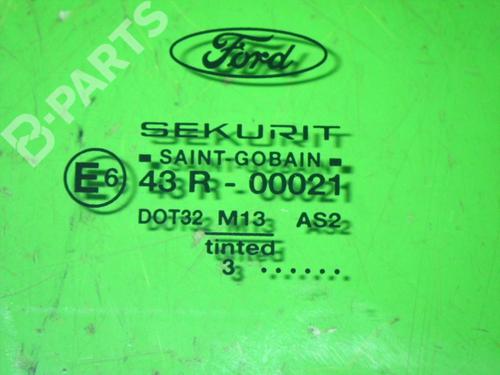 Ford
B-PARTS
SEKURIT
SAINT-GOBAIN
E6 43 R - 00021
DOT32 M13 AS2
tinted
3 ......